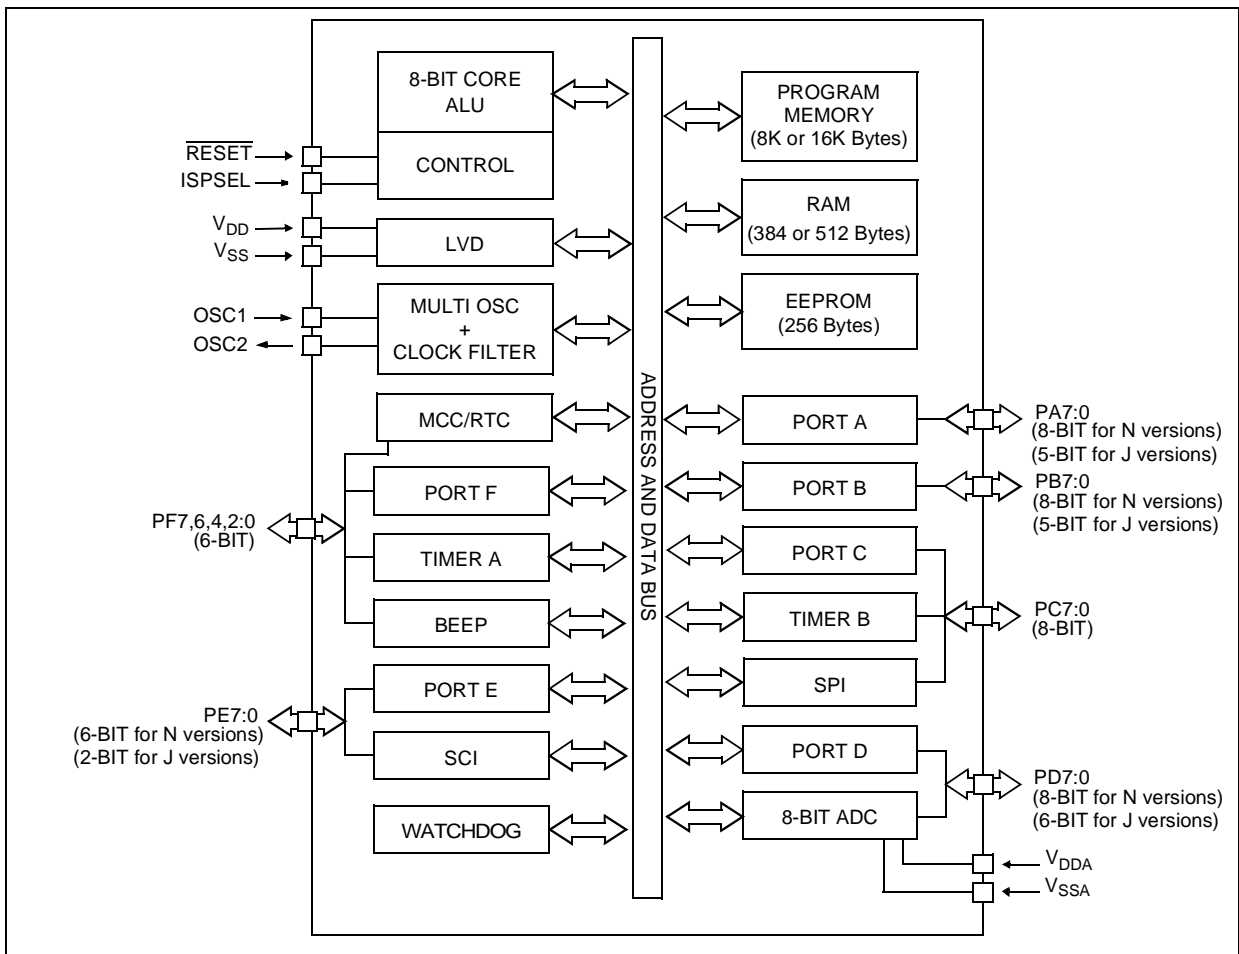 8-BIT CORE
ALU
CONTROL
RESET
ISPSEL
VDD
VSS
LVD
OSC1
OSC2
MULTI OSC
+
CLOCK FILTER
MCC/RTC
PORT F
PF7,6,4,2:0
(6-BIT)
TIMER A
BEEP
PORT E
PE7:0
(6-BIT for N versions)
(2-BIT for J versions)
SCI
WATCHDOG
ADDRESS AND DATA BUS
PROGRAM
MEMORY
(8K or 16K Bytes)
RAM
(384 or 512 Bytes)
EEPROM
(256 Bytes)
PORT A
PA7:0
(8-BIT for N versions)
(5-BIT for J versions)
PORT B
PB7:0
(8-BIT for N versions)
(5-BIT for J versions)
PORT C
TIMER B
PC7:0
(8-BIT)
SPI
PORT D
PD7:0
(8-BIT for N versions)
(6-BIT for J versions)
8-BIT ADC
VDDA
VSSA